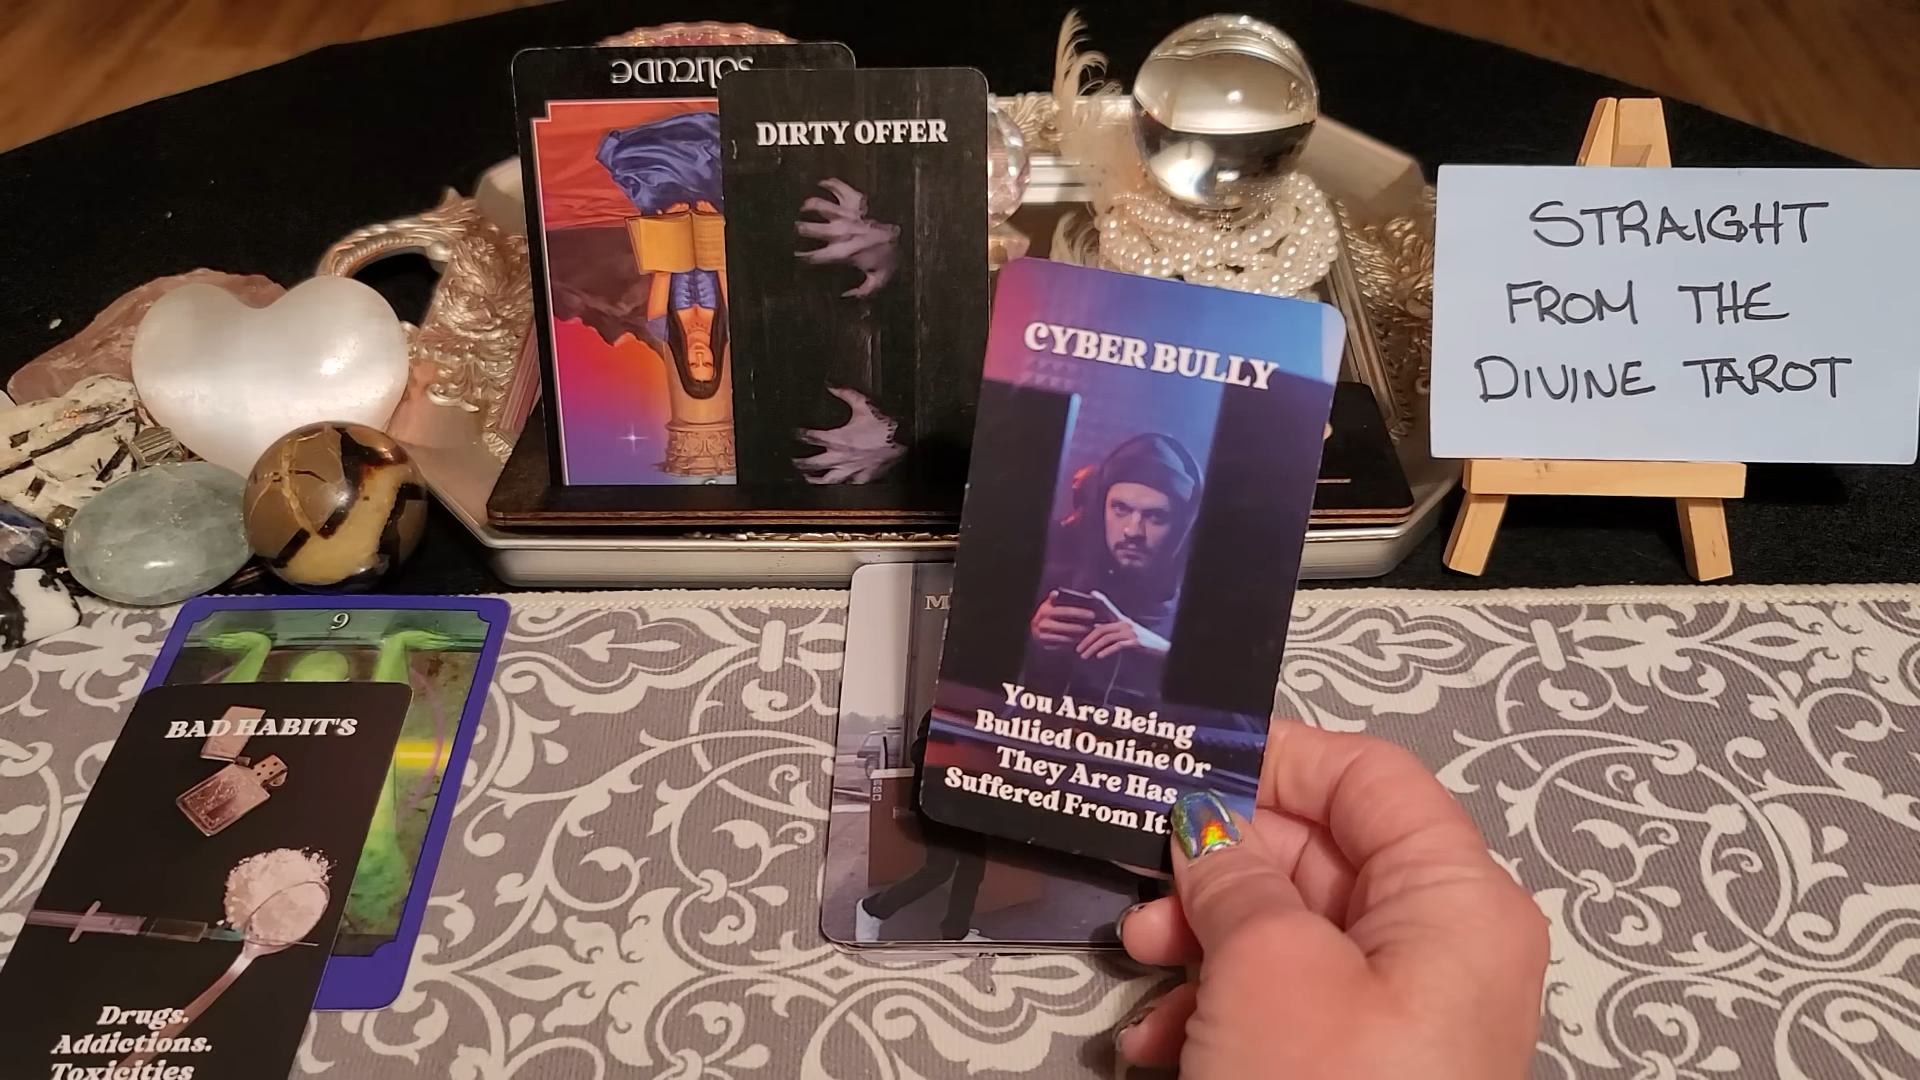 SOLITUDE
DIRTY OFFER
STRAIGHT
FROM THE
DIVINE TAROT
CYBER BULLY
You Are Being
Bullied Online Or
They Are Has
Suffered From It.
9
BAD HABIT'S
Drugs.
Addictions.
Toxicities